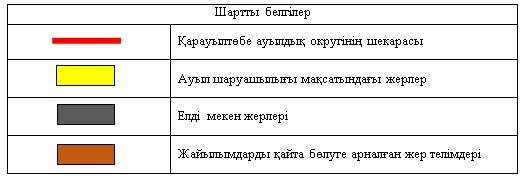 Шартты белгілер
Қарауылтөбе ауылдық округінің шекарасы
Ауыл шаруашылығы мақсатындағы жерлер
Елді мекен жерлері
Жайылымдарды қайта бөлуге арналған жер телімдері